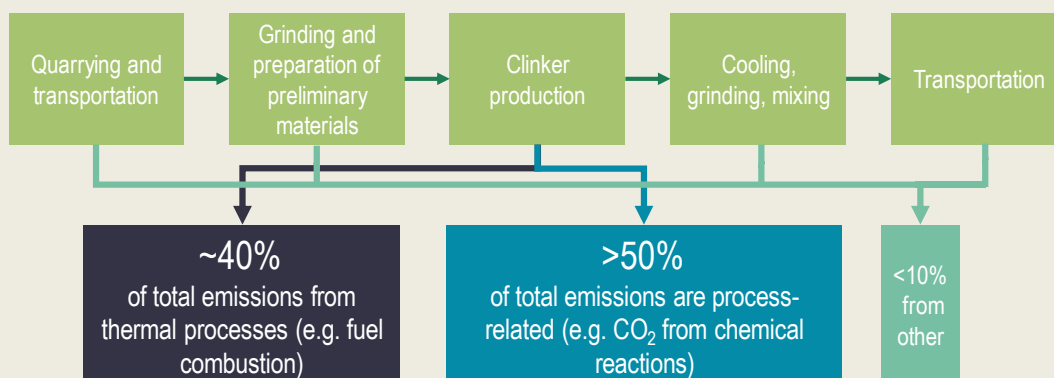 Quarrying and
transportation
Grinding and
preparation of
preliminary
materials
Clinker
production
Cooling,
grinding, mixing
Transportation
~40%
of total emissions from
thermal processes (e.g. fuel
combustion)
>50%
of total emissions are process-
related (e.g. CO₂ from chemical
reactions)
<10%
from
other